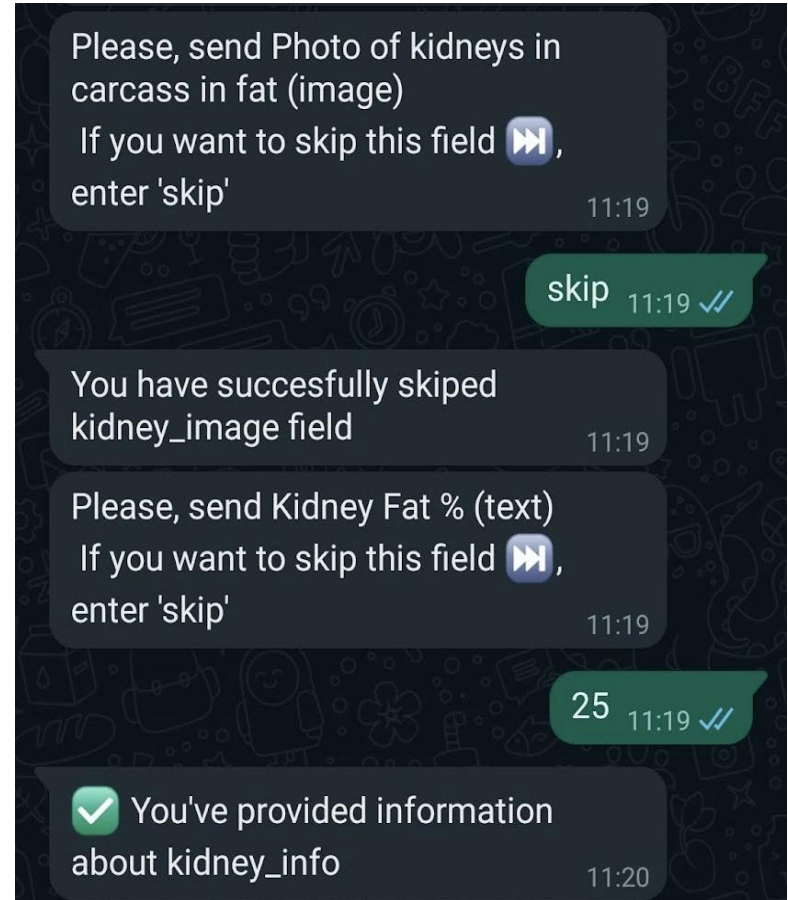 Please, send Photo of kidneys in
carcass in fat (image)
If you want to skip this field ⏭️,
enter 'skip'
11:19
skip 11:19
You have succesfully skiped
kidney_image field
11:19
Please, send Kidney Fat % (text)
If you want to skip this field ⏭️,
enter 'skip'
11:19
25 11:19
✅ You've provided information
about kidney_info
11:20